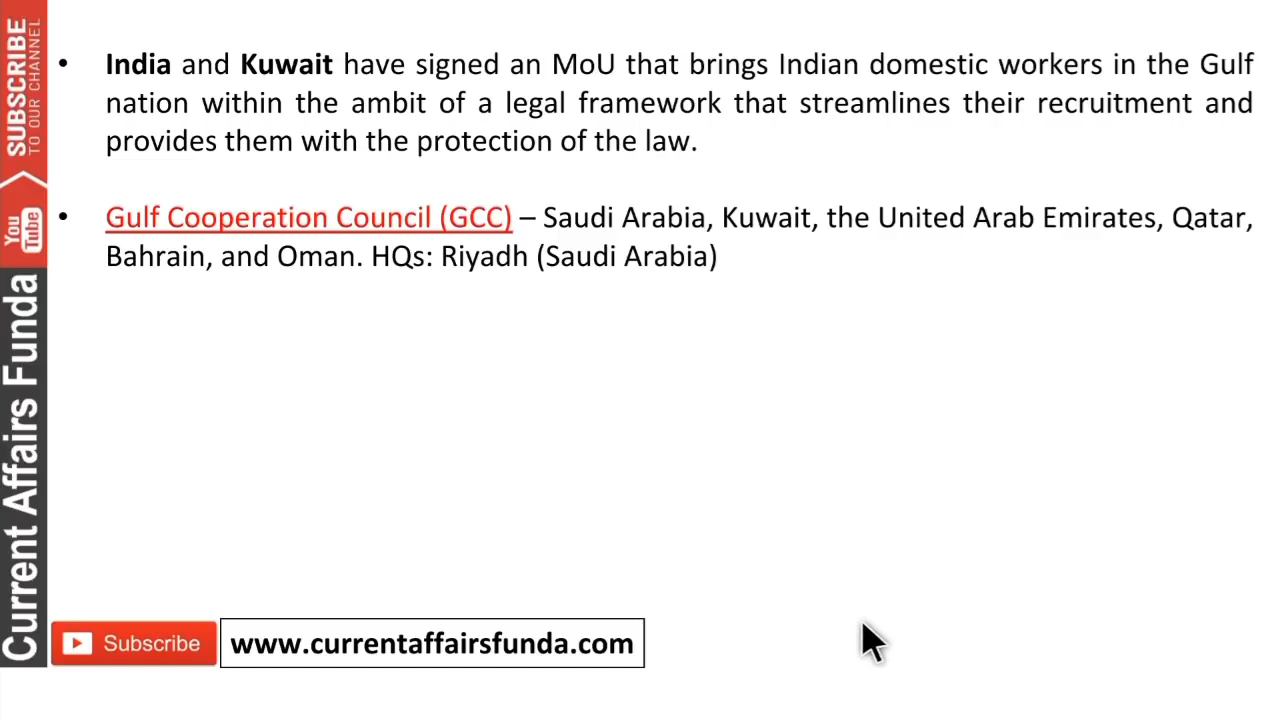 • India and Kuwait have signed an MoU that brings Indian domestic workers in the Gulf
nation within the ambit of a legal framework that streamlines their recruitment and
provides them with the protection of the law.
• Gulf Cooperation Council (GCC) – Saudi Arabia, Kuwait, the United Arab Emirates, Qatar,
Bahrain, and Oman. HQs: Riyadh (Saudi Arabia)
SUBSCRIBE
TO OUR CHANNEL
You
Tube
Current Affairs Funda
Subscribe
www.currentaffairsfunda.com